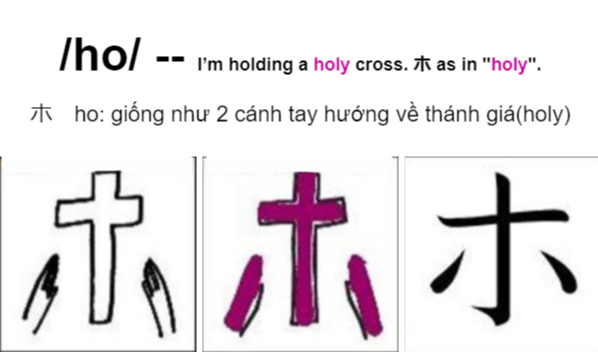 /ho/ -- I’m holding a holy cross. ホ as in "holy".
ホ ho: giống như 2 cánh tay hướng về thánh giá(holy)
ホ